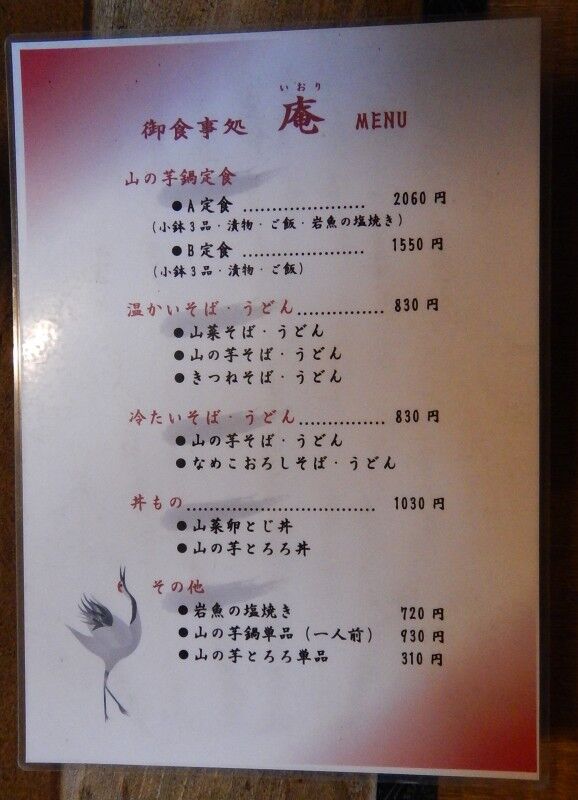 いおり
御食事処 庵 MENU
山の芋鍋定食
●A定食 ..................... 2060円
(小鉢3品・漬物・ご飯・岩魚の塩焼き)
●B定食 ..................... 1550円
(小鉢3品・漬物・ご飯)
温かいそば・うどん............... 830円
●山菜そば・うどん
●山の芋そば・うどん
●きつねそば・うどん
冷たいそば・うどん............... 830円
●山の芋そば・うどん
●なめこおろしそば・うどん
丼もの................................ 1030円
●山菜卵とじ丼
●山の芋とろろ丼
その他
●岩魚の塩焼き 720円
●山の芋鍋単品(一人前) 930円
●山の芋とろろ単品 310円